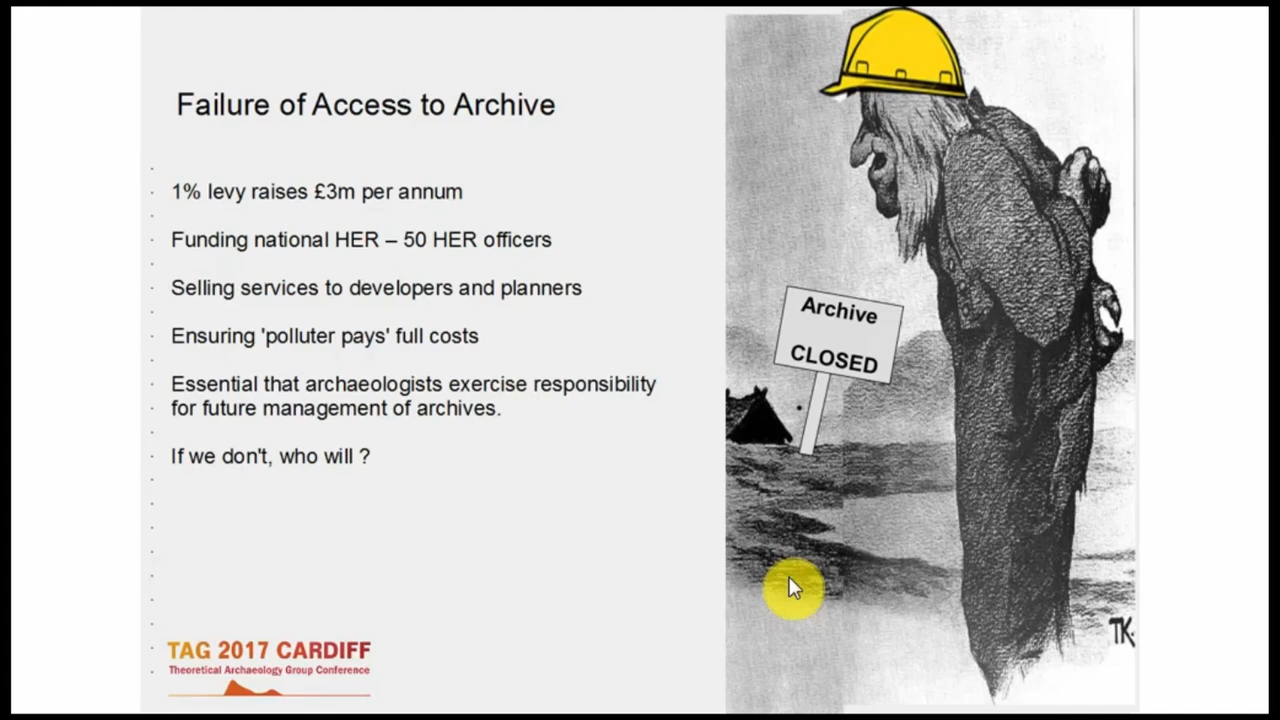 Failure of Access to Archive
1% levy raises £3m per annum
Funding national HER – 50 HER officers
Selling services to developers and planners
Ensuring 'polluter pays' full costs
Essential that archaeologists exercise responsibility
for future management of archives.
If we don't, who will ?
Archive
CLOSED
TK.
TAG 2017 CARDIFF
Theoretical Archaeology Group Conference